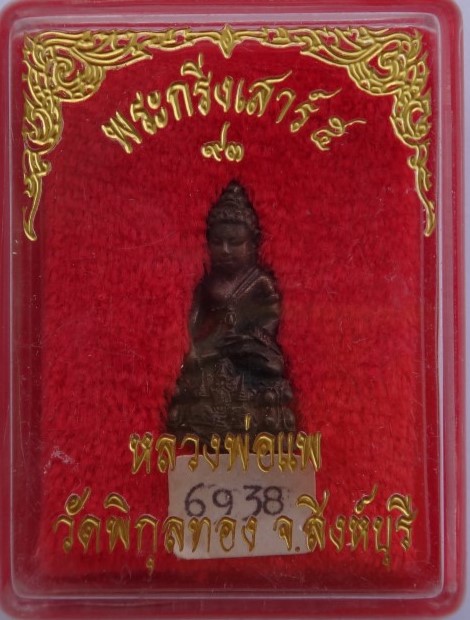 พระกริ่งเสาร์ ๕
๙๓
หลวงพ่อแพ
6938
วัดพิกุลทอง จ.สิงห์บุรี